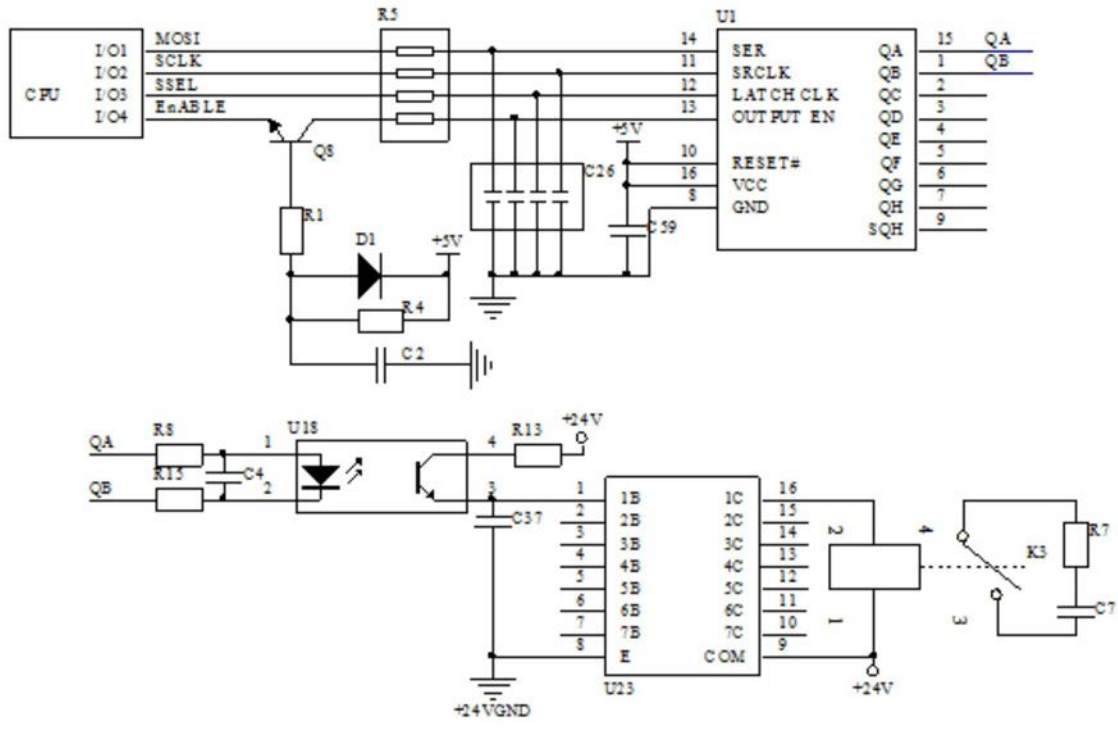 R5 U1
MOSI 14 15 QA
I/O1 SER QA
SCLK 11 1 QB
I/O2 SRCLK QB
SSEL 12 2
CPU I/O3 LATCH CLK QC
EnABLE 13 3
I/O4 OUTPUT EN QD
+5V 4
Q8 QE
C26 10 5
RESET# QF
16 6
VCC QG
R1 8 7
GND QH
C59 9
SQH
D1 +5V
R4
C2
U18 +24V
R8 R13
QA 1 4
R15 C4
QB 2 3 1 16
1B 1C
C37 2 15
2B 2C
3 14 2 4 R7
3B 3C K3
4 13
4B 4C
5 12
5B 5C
6 11 C7
6B 6C
7 10 1 3
7B 7C
8 9
E COM
U23 +24V
+24VGND